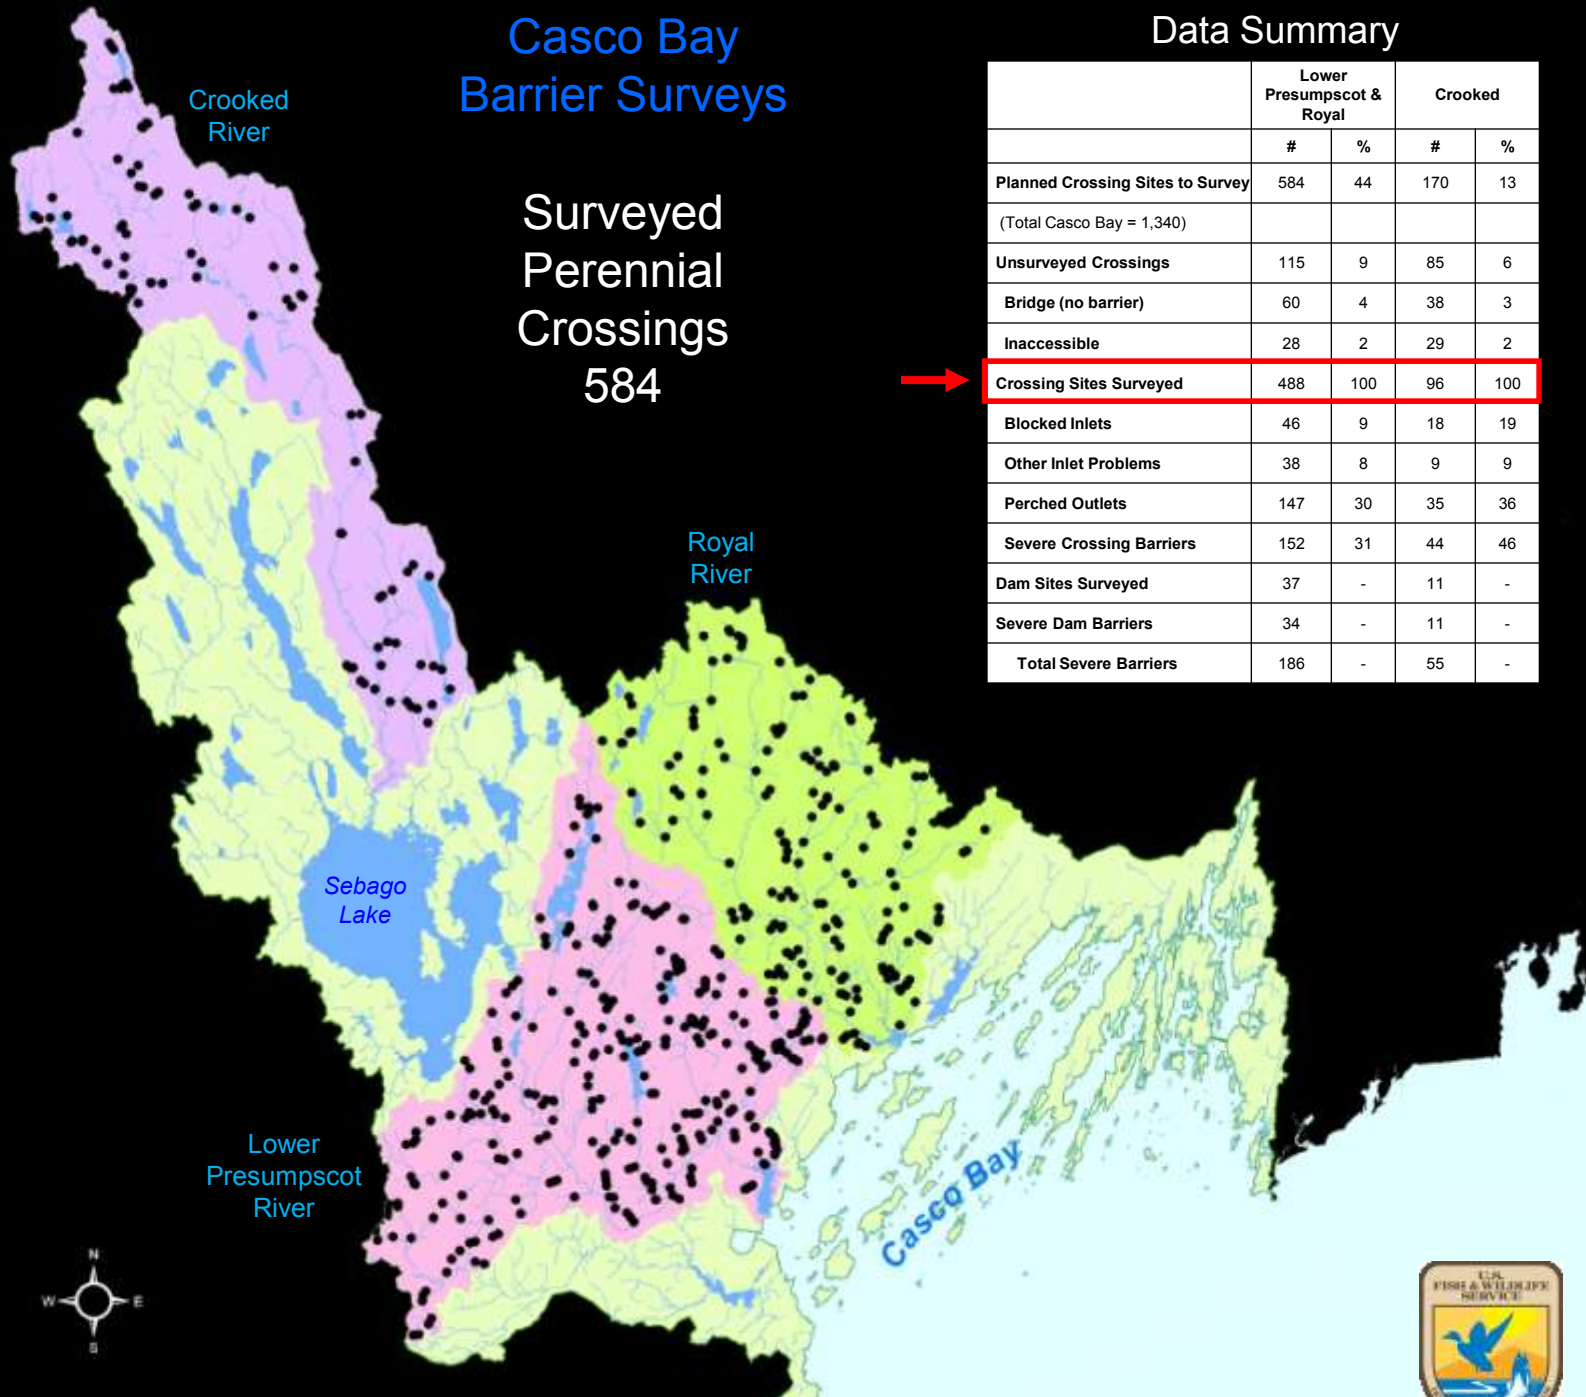 Casco Bay
Barrier Surveys
Surveyed
Perennial
Crossings
584
Crooked
River
Royal
River
Sebago
Lake
Lower
Presumpscot
River
Casco Bay
N
W E
S
Data Summary
Lower
Presumpscot &
Royal Crooked
# % # %
Planned Crossing Sites to Survey 584 44 170 13
(Total Casco Bay = 1,340)
Unsurveyed Crossings 115 9 85 6
Bridge (no barrier) 60 4 38 3
Inaccessible 28 2 29 2
Crossing Sites Surveyed 488 100 96 100
Blocked Inlets 46 9 18 19
Other Inlet Problems 38 8 9 9
Perched Outlets 147 30 35 36
Severe Crossing Barriers 152 31 44 46
Dam Sites Surveyed 37 - 11 -
Severe Dam Barriers 34 - 11 -
Total Severe Barriers 186 - 55 -
U.S.
FISH & WILDLIFE
SERVICE